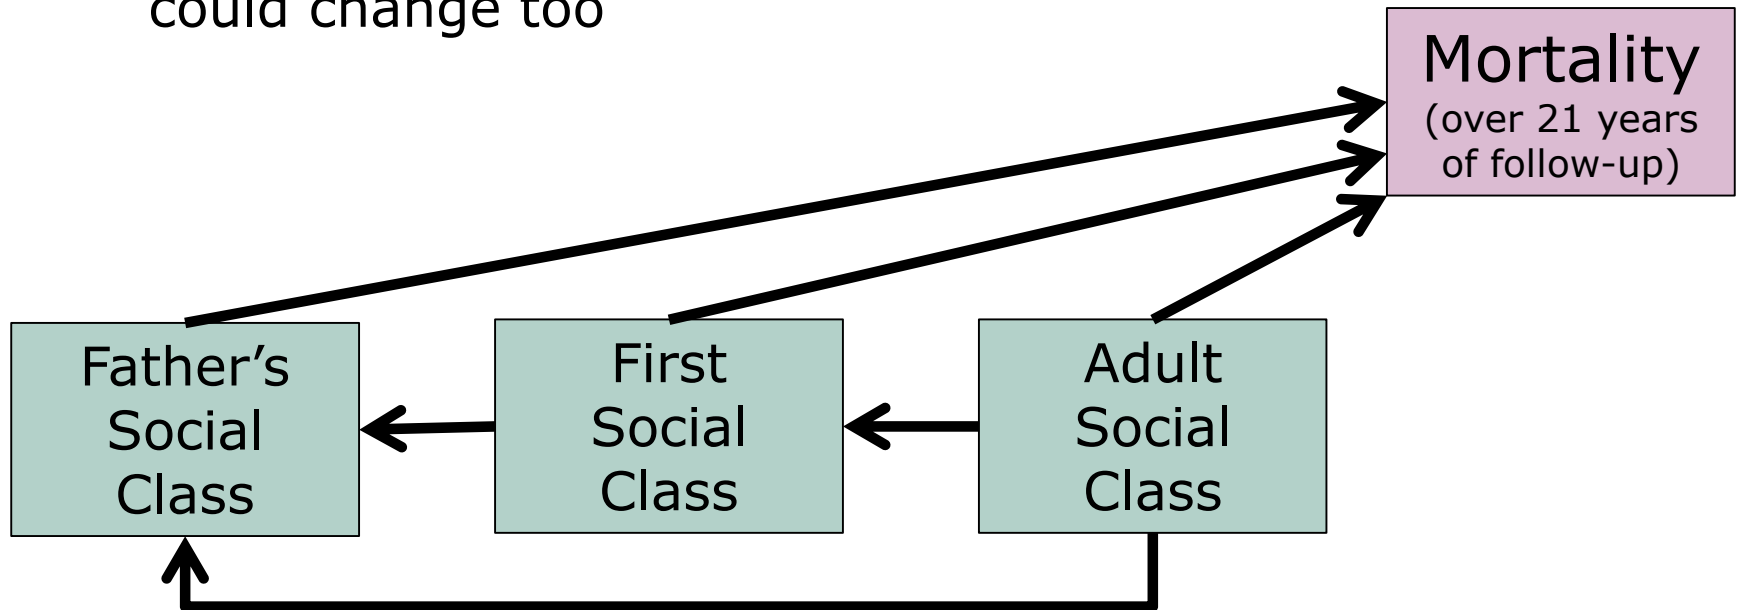 could change too
Mortality
(over 21 years
of follow-up)
Father’s
Social
Class
First
Social
Class
Adult
Social
Class